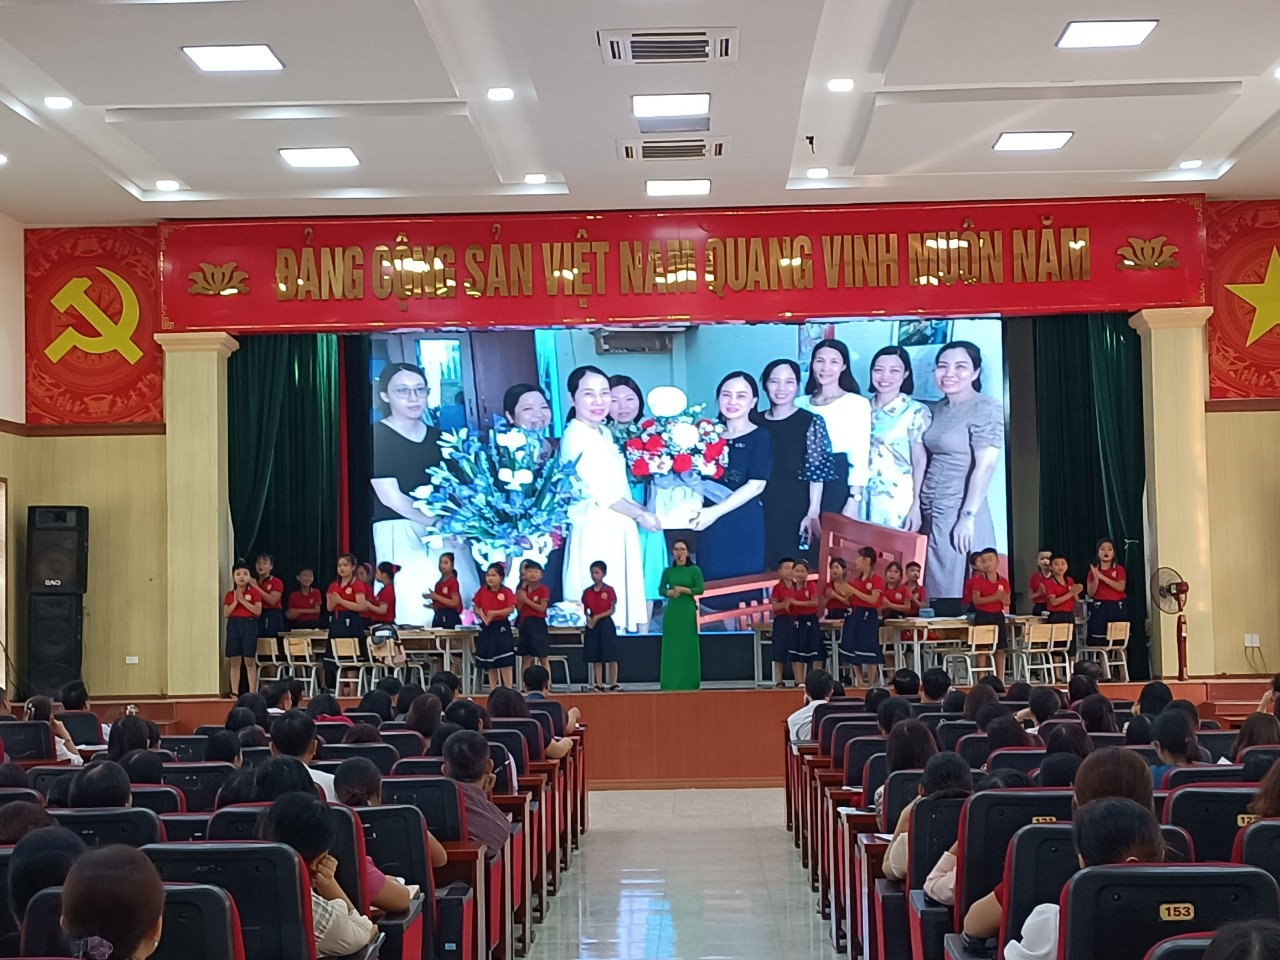 ĐẢNG CỘNG SẢN VIỆT NAM QUANG VINH MUÔN NĂM
153